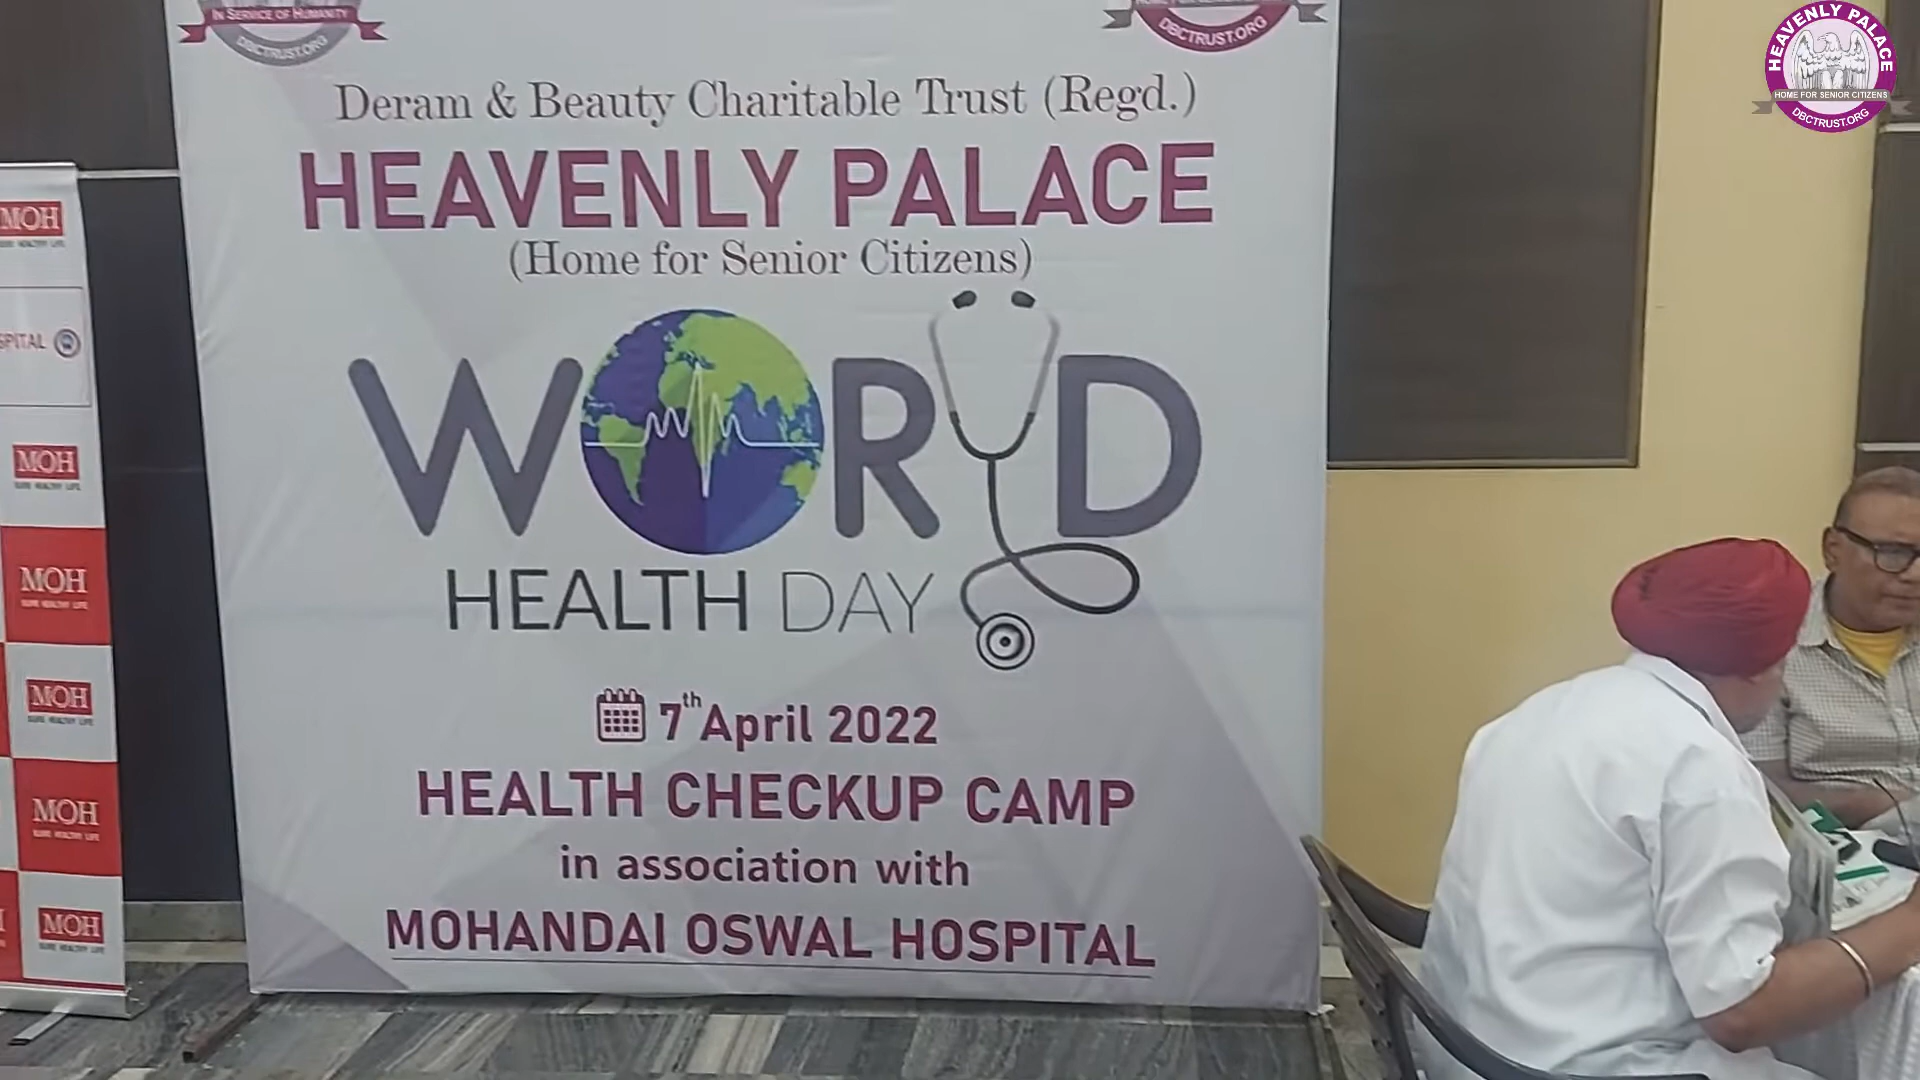 IN SERVICE OF HUMANITY
DBCTRUST.ORG
DBCTRUST.ORG
Deram & Beauty Charitable Trust (Regd.)
HEAVENLY PALACE
(Home for Senior Citizens)
WORLD
HEALTH DAY
7th April 2022
HEALTH CHECKUP CAMP
in association with
MOHANDAI OSWAL HOSPITAL
MOH
SPITAL
MOH
MOH
MOH
MOH
MOH
HEAVENLY PALACE
HOME FOR SENIOR CITIZENS
DBCTRUST.ORG